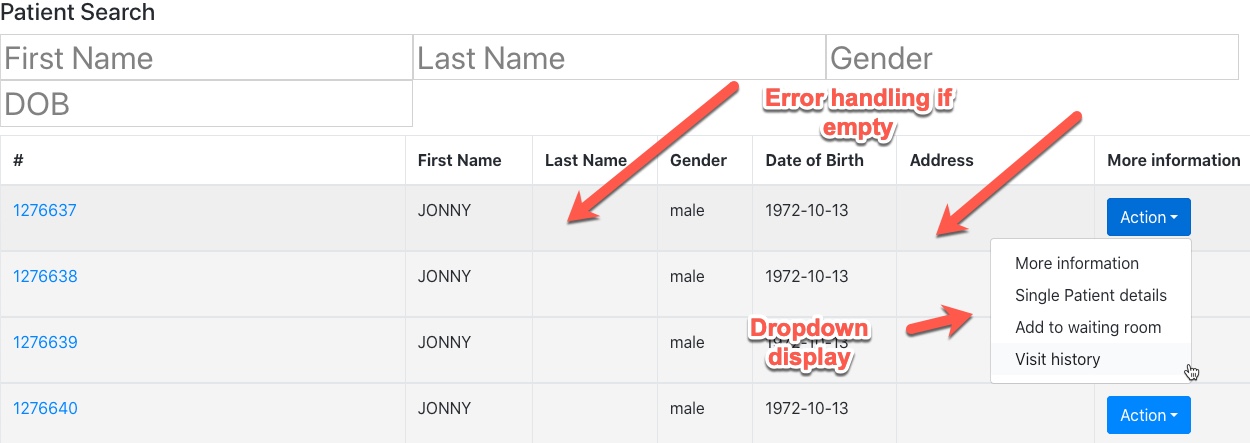 Patient Search
First Name Last Name Gender
DOB
Error handling if
empty
# First Name Last Name Gender Date of Birth Address More information
1276637 JONNY male 1972-10-13 Action
More information
1276638 JONNY male 1972-10-13
Single Patient details
Add to waiting room
Dropdown
display
1276639 JONNY male 1972-10-13
Visit history
1276640 JONNY male 1972-10-13 Action